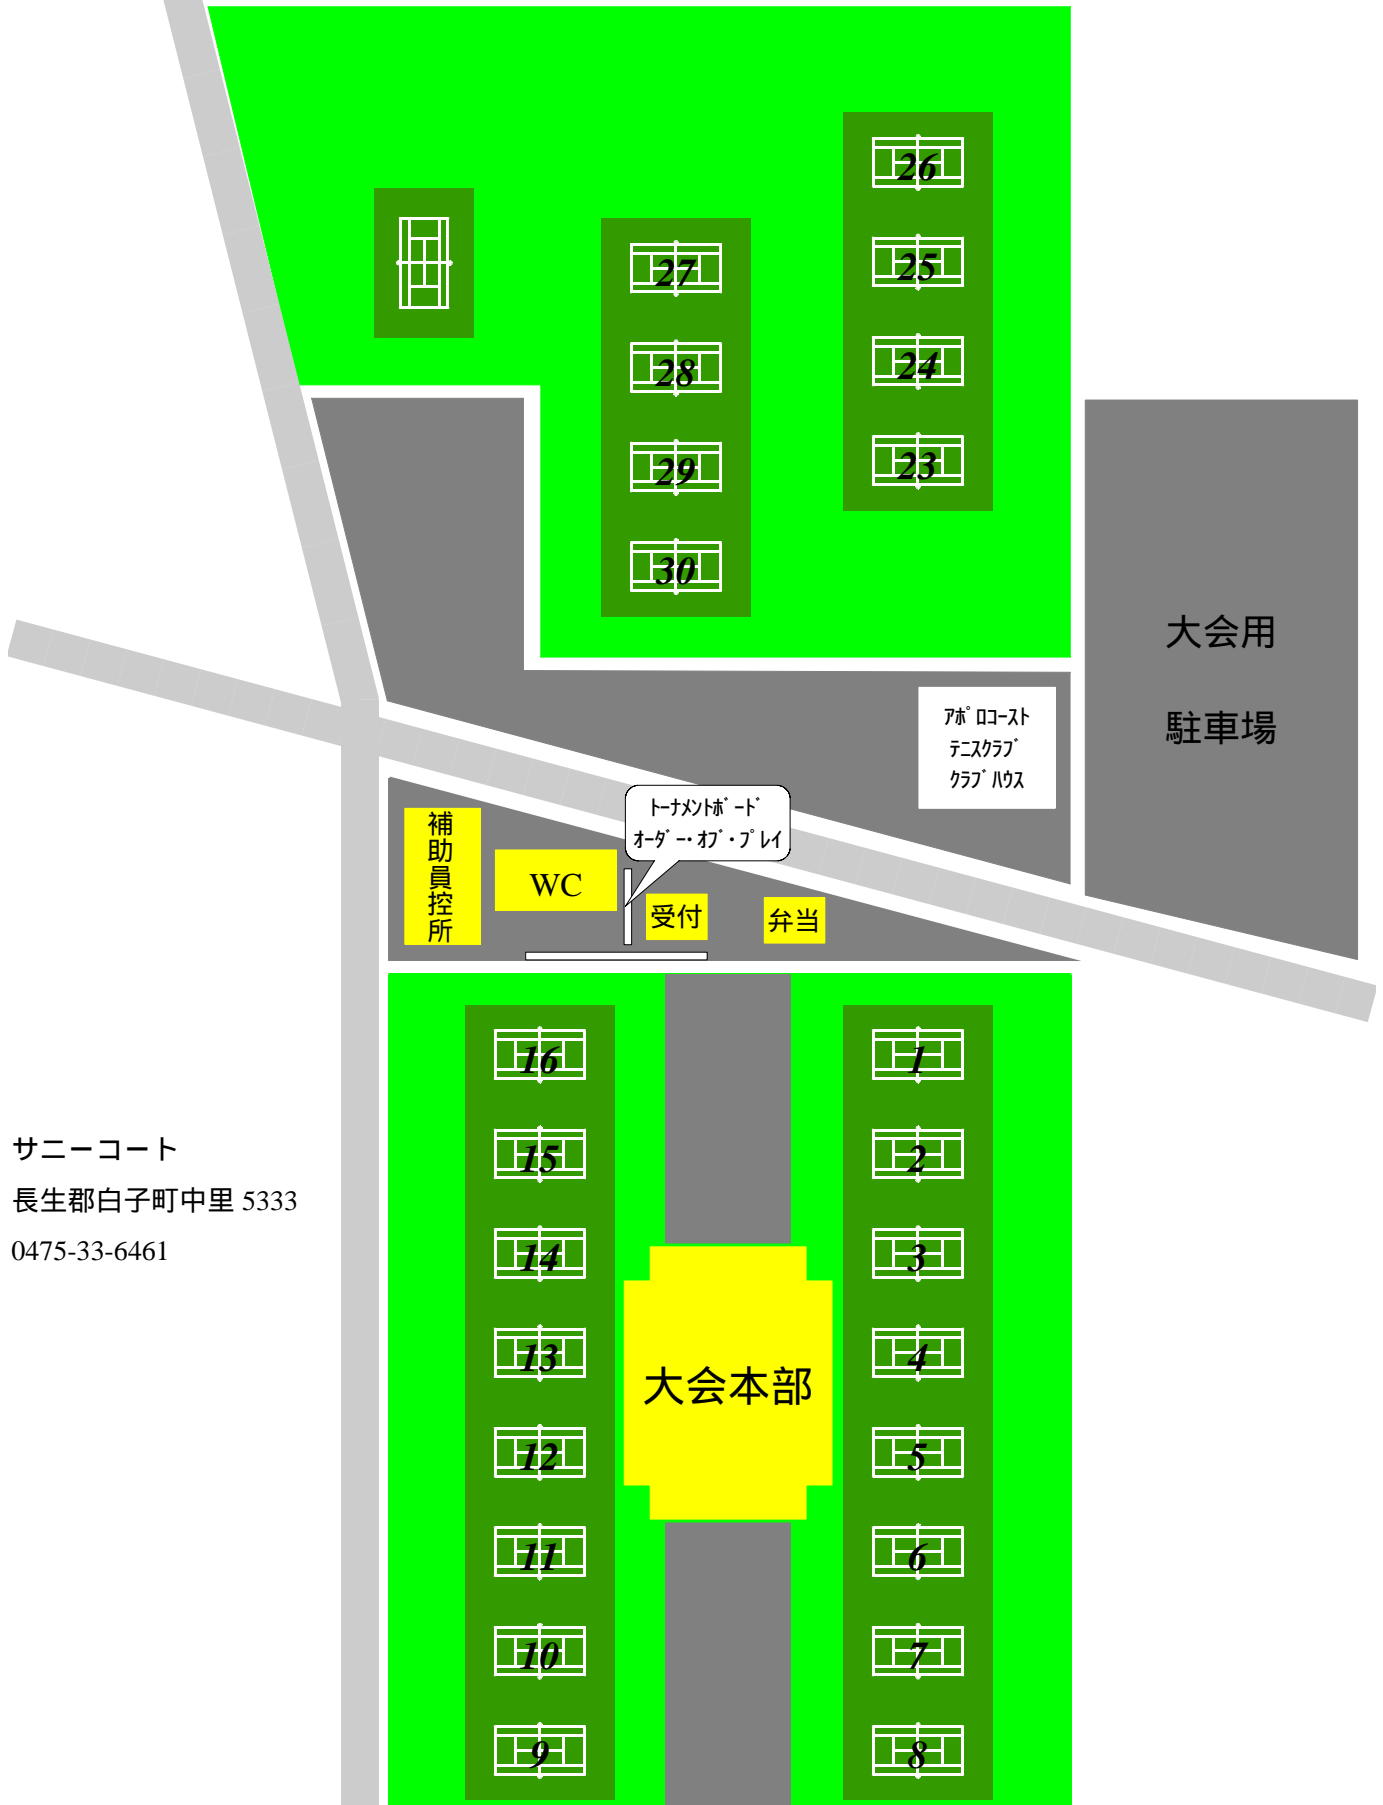 26
27
25
28
24
29
23
30
大会用
駐車場
ｱﾎﾟﾛｺｰｽﾄ
ﾃﾆｽｸﾗﾌﾞ
ｸﾗﾌﾞﾊｳｽ
ﾄｰﾅﾒﾝﾄﾎﾞｰﾄﾞ
ｵｰﾀﾞｰ・ｵﾌﾞ・ﾌﾟﾚｲ
補助員控所
WC
受付
弁当
16
1
15
2
サニーコート
長生郡白子町中里 5333
0475-33-6461
14
3
13
4
大会本部
12
5
11
6
10
7
9
8